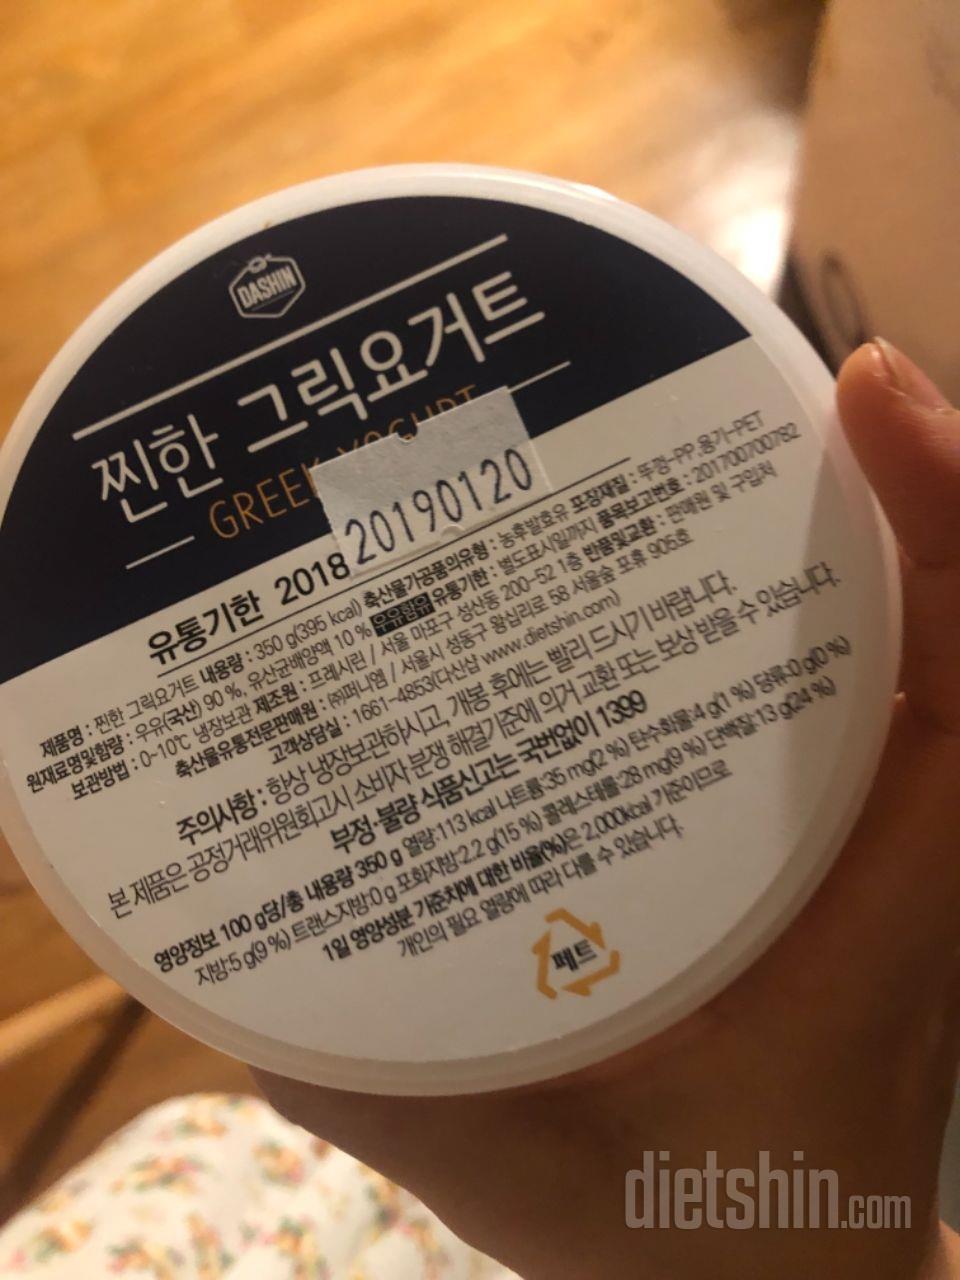 DASHIN
찐한 그릭요거트
GREEK YOGURT
20190120
유통기한 2018
제품명 : 찐한 그릭요거트 내용량 : 350 g(395 kcal) 축산물가공품의유형 : 농후발효유 포장재질 : 뚜껑-PP,용기-PET
원재료명및함량 : 우유(국산) 90 %, 유산균배양액 10 % 우유함유 유통기한 : 별도표시일까지 품목보고번호 : 201700700782
보관방법 : 0~10℃ 냉장보관 제조원 : 프레시린 / 서울 마포구 성산동 200-52 1층 반품및교환 : 판매원 및 구입처
축산물유통전문판매원 : ㈜퍼니엠 / 서울시 성동구 왕십리로 58 서울숲 포휴 905호
고객상담실 : 1661-4853(다신샵 www.dietshin.com)
주의사항 : 항상 냉장보관하시고, 개봉 후에는 빨리 드시기 바랍니다.
본 제품은 공정거래위원회고시 소비자 분쟁 해결기준에 의거 교환 또는 보상 받을 수 있습니다.
부정·불량 식품신고는 국번없이 1399
영양정보 100 g당/총 내용량 350 g 열량:113 kcal 나트륨:35 mg(2 %) 탄수화물:4 g(1 %) 당류:0 g(0 %)
지방:5 g(9 %) 트랜스지방:0 g 포화지방:2.2 g(15 %) 콜레스테롤:28 mg(9 %) 단백질:13 g(24 %)
1일 영양성분 기준치에 대한 비율(%)은 2,000kcal 기준이므로
개인의 필요 열량에 따라 다를 수 있습니다.
페트
dietshin.com